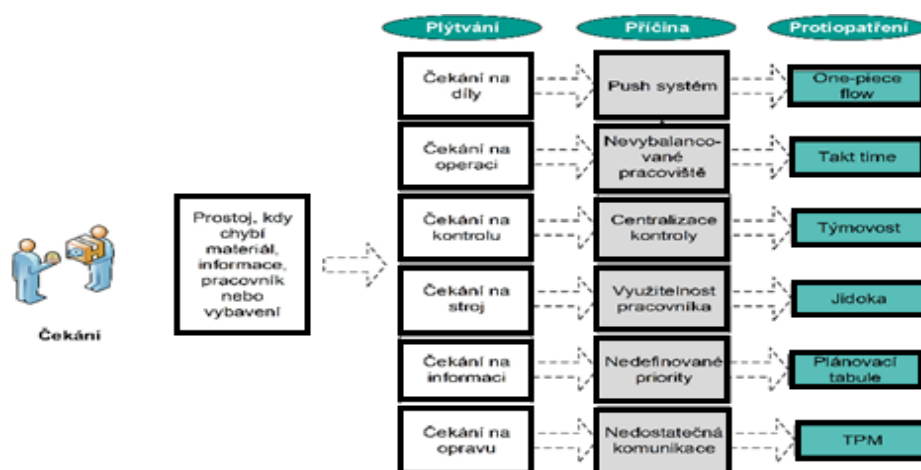 Plýtvání
Příčina
Protiopatření
Čekání na
díly
Push systém
One-piece
flow
Čekání na
operaci
Nevybalanco-
vané
pracoviště
Takt time
Prostoj, kdy
chybí
materiál,
informace,
pracovník
nebo
vybavení
Čekání
Čekání na
kontrolu
Centralizace
kontroly
Týmovost
Čekání na
stroj
Využitelnost
pracovníka
Jidoka
Čekání na
informaci
Nedefinované
priority
Plánovací
tabule
Čekání na
opravu
Nedostatečná
komunikace
TPM